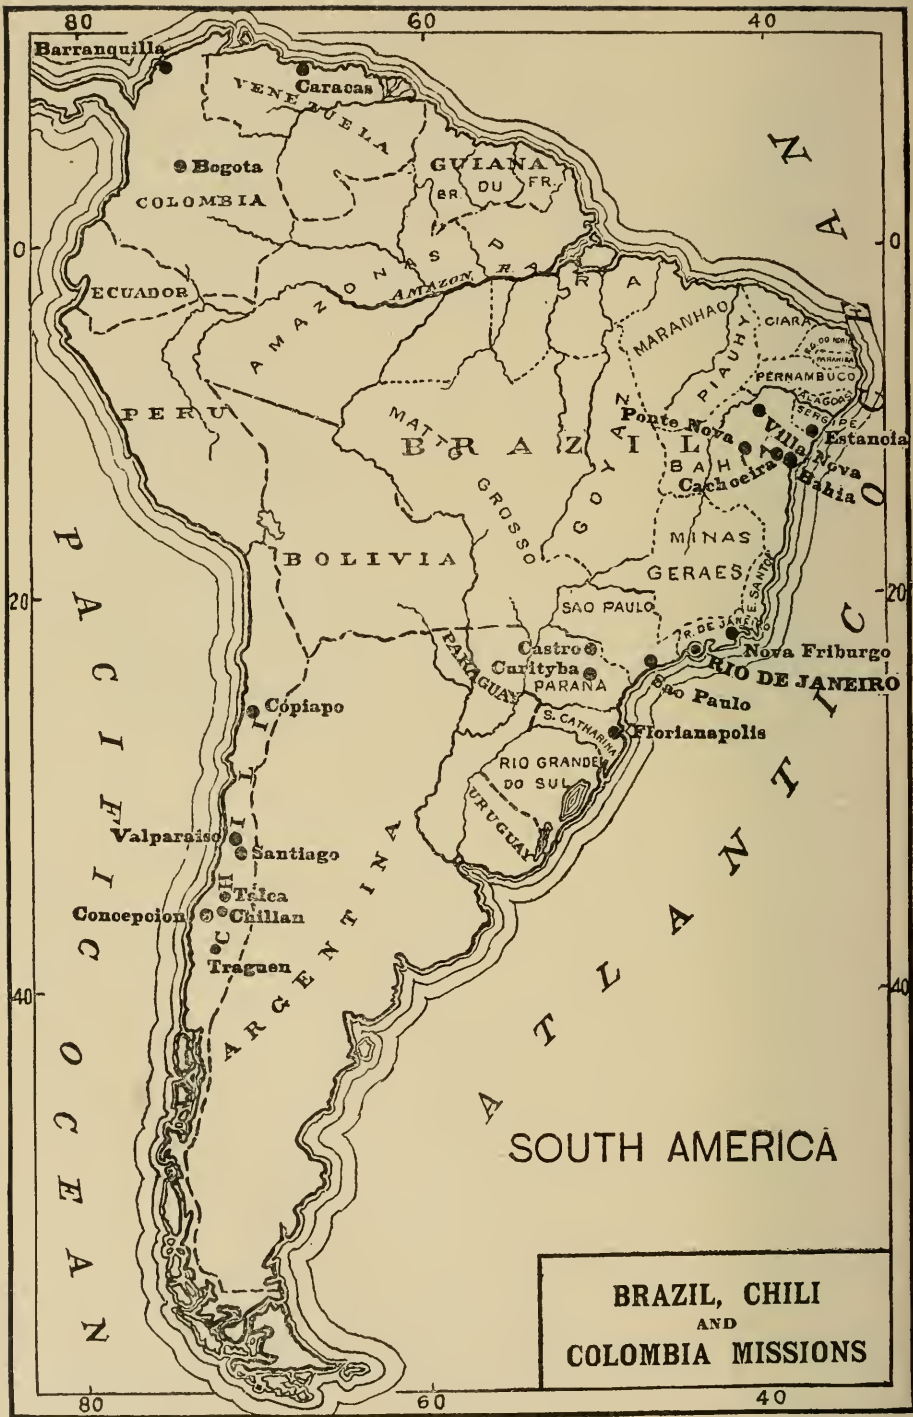 80 60 40
Barranquilla
Caracas
VENEZUELA
Bogota
COLOMBIA
GUIANA
BR. DU FR.
0 0
ECUADOR
AMAZONAS
AMAZON R.
PARA
MARANHAO
PIAUHY
CIARA
PARAHIBA
PERNAMBUCO
ALAGOAS
SERGIPE
PERU
MATTO GROSSO
BRAZIL
GOYAZ
Ponte Nova
Estancia
Villa Nova
BAHIA
Cachoeira
Bahia
BOLIVIA
MINAS
GERAES
E. SANTO
20 20
SAO PAULO
R. DE JANEIRO
PARAGUAY
Castro
Curityba
PARANA
Nova Friburgo
RIO DE JANEIRO
Sao Paulo
Copiapo
S. CATHARINA
Florianapolis
RIO GRANDE
DO SUL
URUGUAY
CHILI
Valparaiso
Santiago
Talca
Concepcion
Chillan
Traguen
ARGENTINA
40 40
PACIFIC OCEAN
ATLANTIC OCEAN
SOUTH AMERICA
BRAZIL, CHILI
AND
COLOMBIA MISSIONS
80 60 40